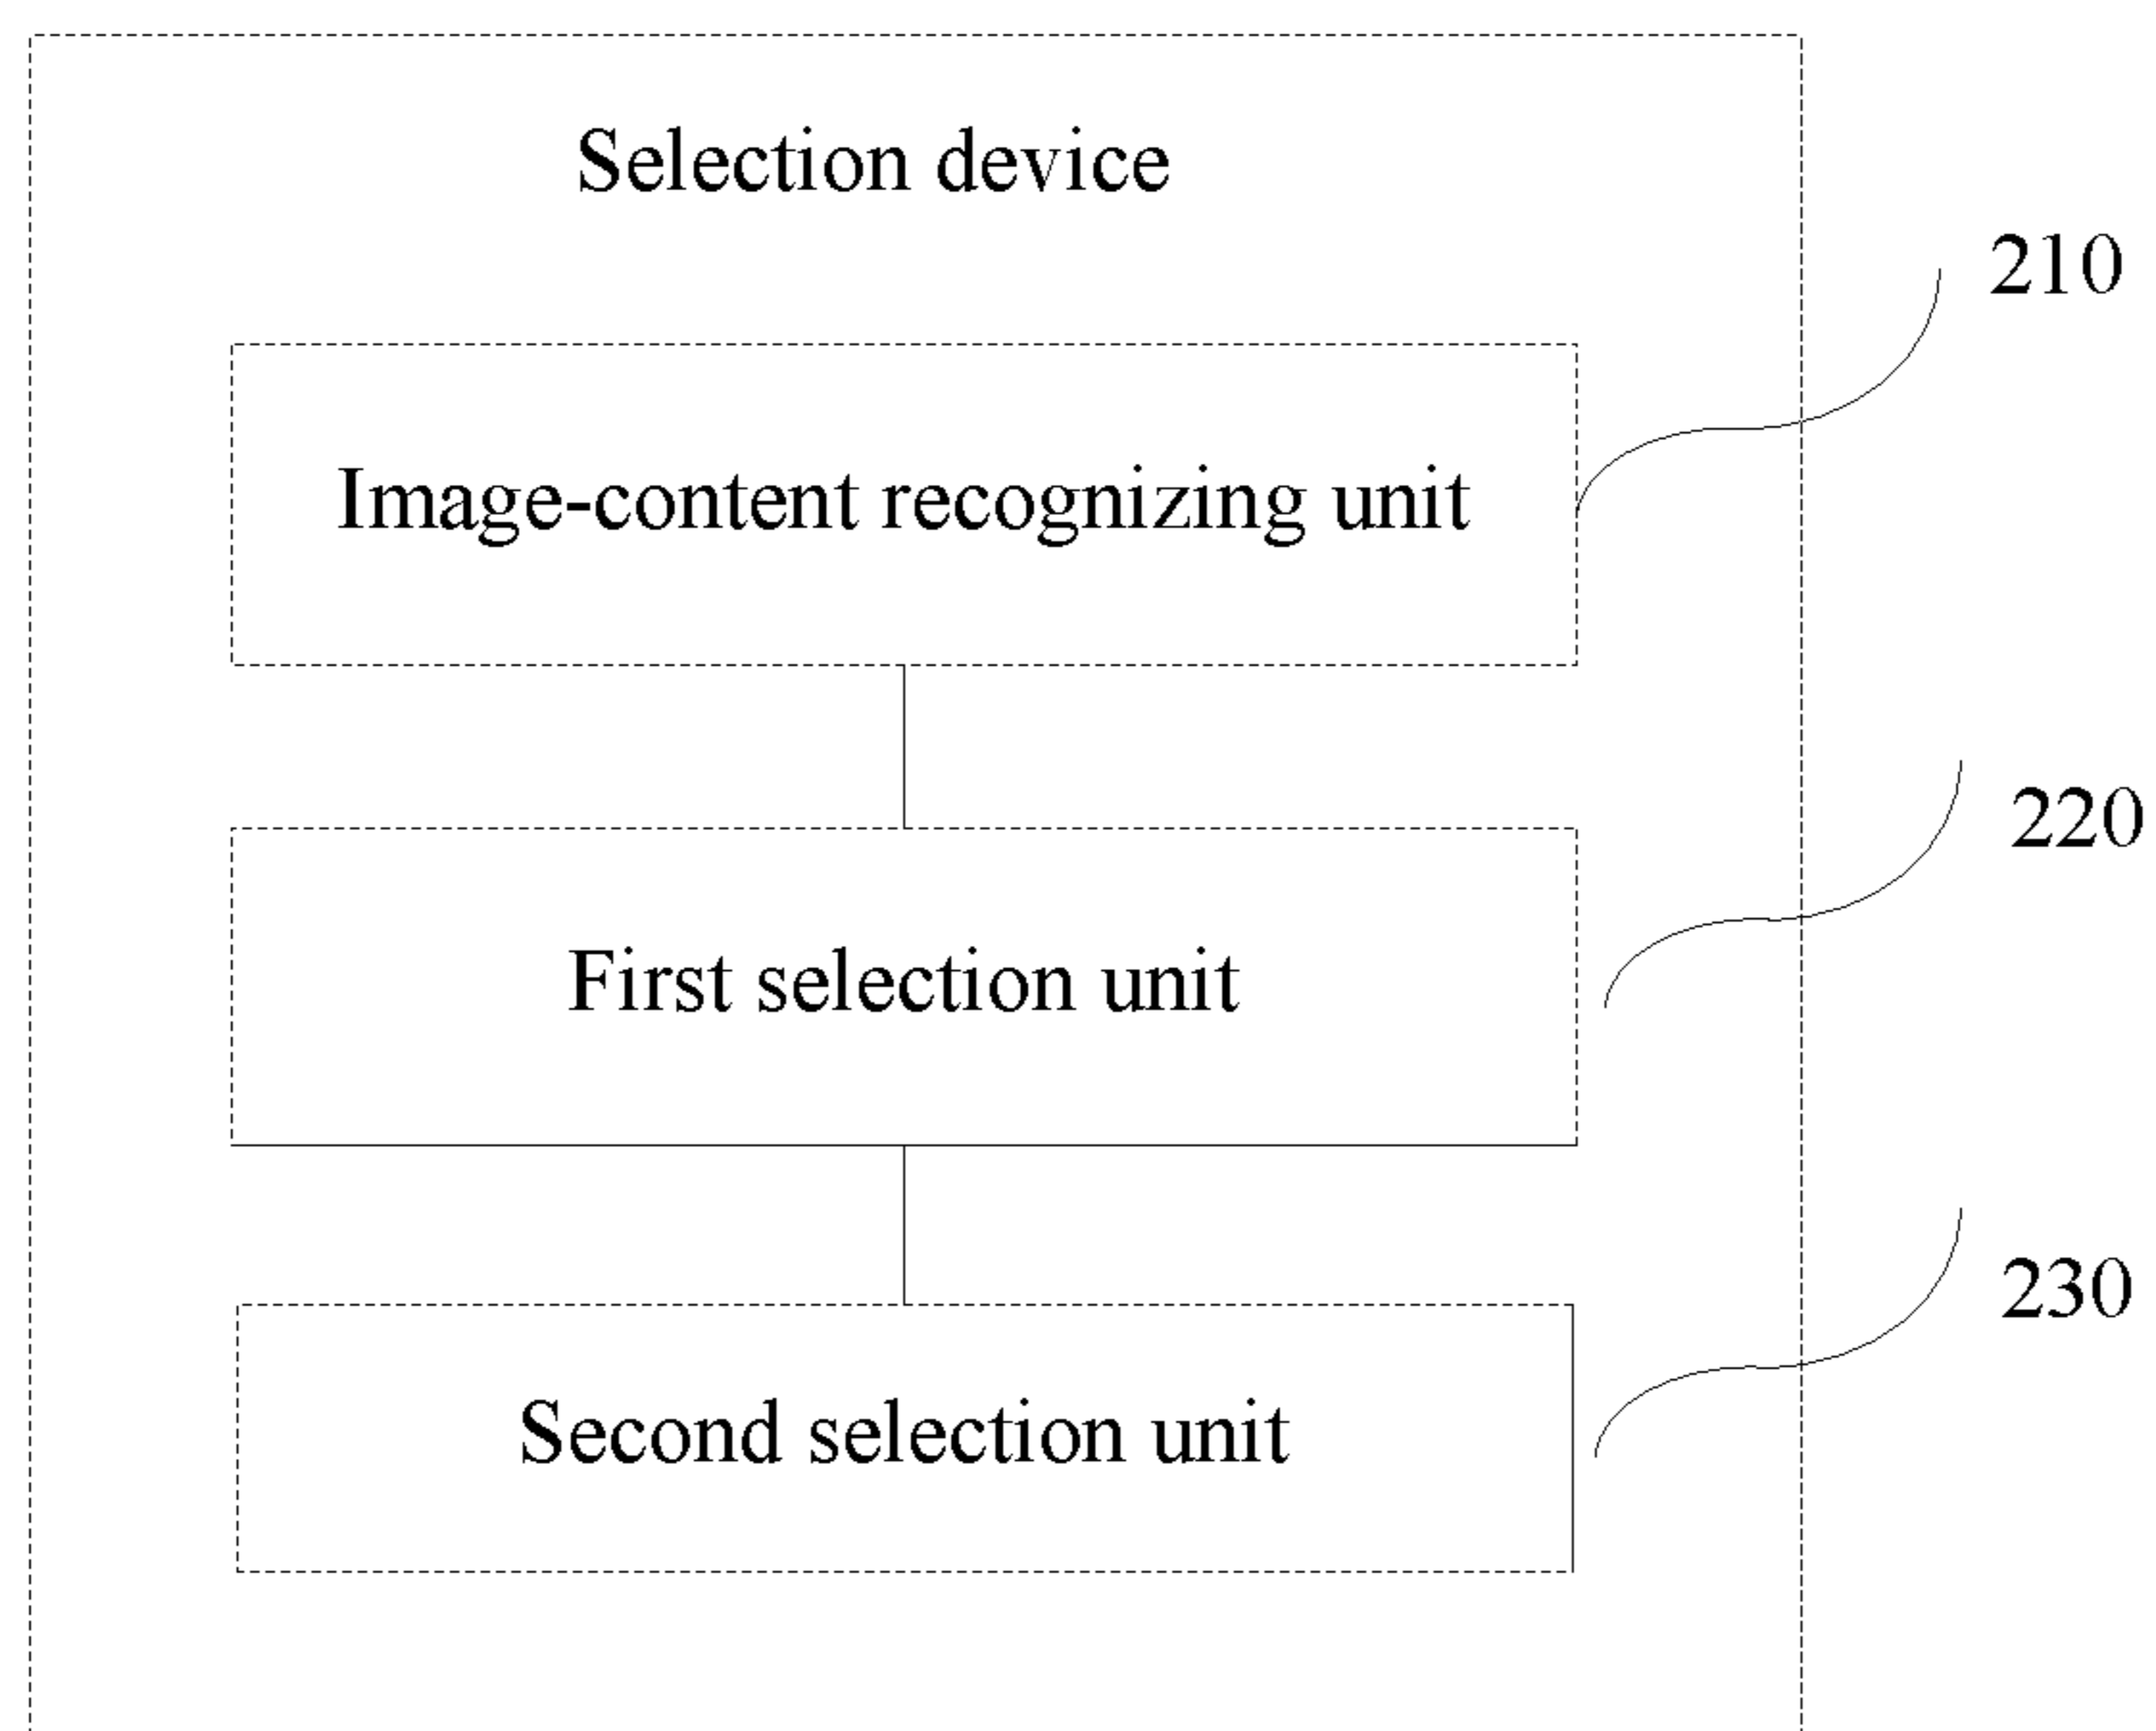 Selection device
210
Image-content recognizing unit
220
First selection unit
230
Second selection unit